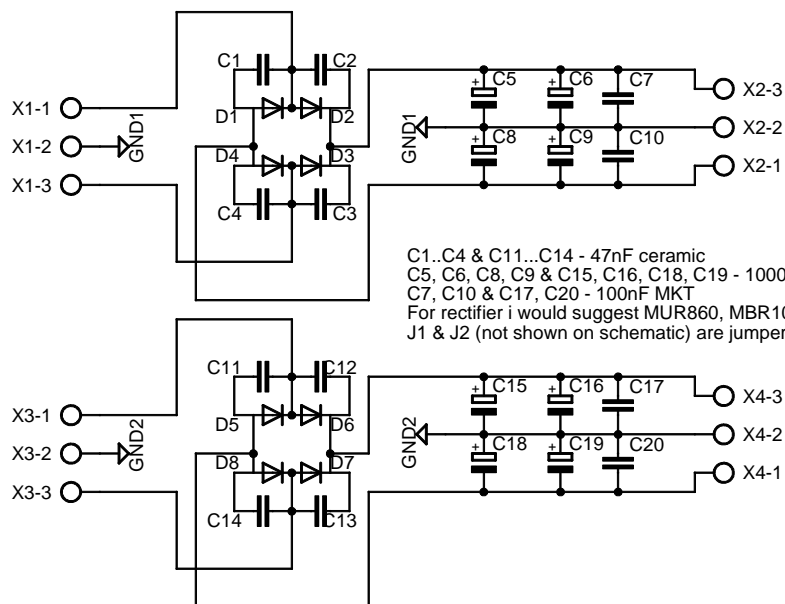 C1
C2
X1-1
D1
D2
C5
C6
C7
X2-3
X1-2
GND1
GND1
X2-2
D4
D3
C8
C9
C10
X1-3
X2-1
C4
C3
C1..C4 & C11...C14 - 47nF ceramic
C5, C6, C8, C9 & C15, C16, C18, C19 - 1000
C7, C10 & C17, C20 - 100nF MKT
For rectifier i would suggest MUR860, MBR10
J1 & J2 (not shown on schematic) are jumper
C11
C12
C15
C16
C17
X4-3
X3-1
D5
D6
X3-2
GND2
GND2
X4-2
D8
D7
C18
C19
C20
X3-3
X4-1
C14
C13